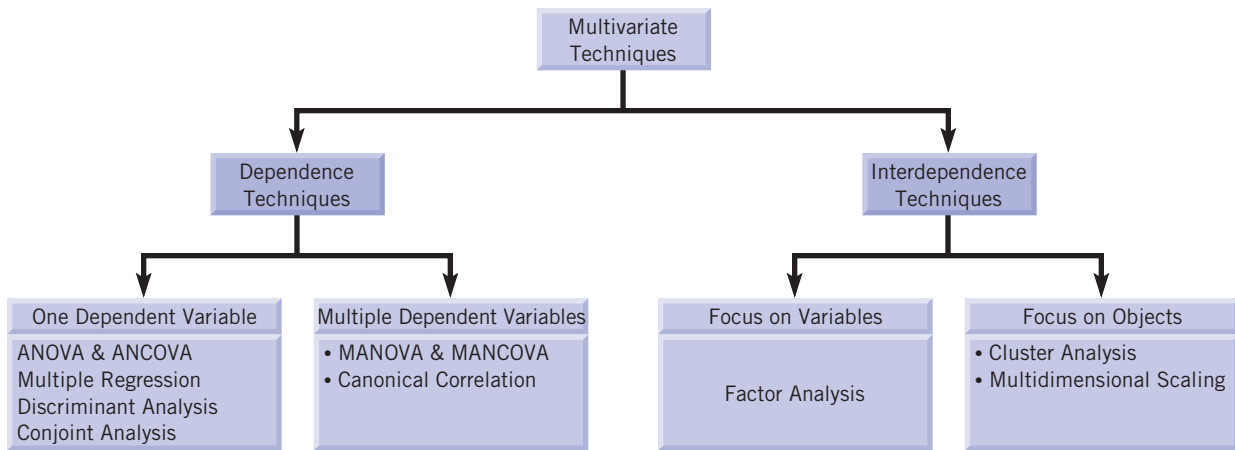 Multivariate
Techniques
Dependence
Techniques
Interdependence
Techniques
One Dependent Variable
ANOVA & ANCOVA
Multiple Regression
Discriminant Analysis
Conjoint Analysis
Multiple Dependent Variables
• MANOVA & MANCOVA
• Canonical Correlation
Focus on Variables
Factor Analysis
Focus on Objects
• Cluster Analysis
• Multidimensional Scaling